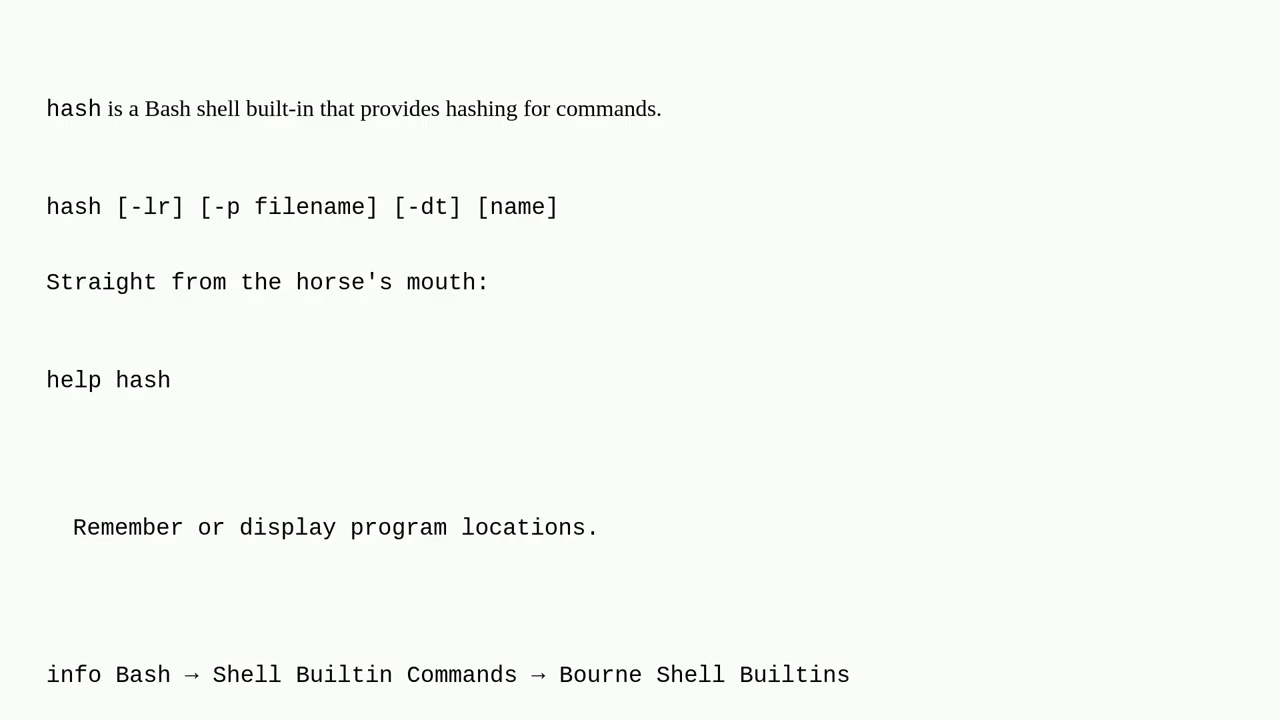 hash is a Bash shell built-in that provides hashing for commands.
hash [-lr] [-p filename] [-dt] [name]
Straight from the horse's mouth:
help hash
Remember or display program locations.
info Bash → Shell Builtin Commands → Bourne Shell Builtins